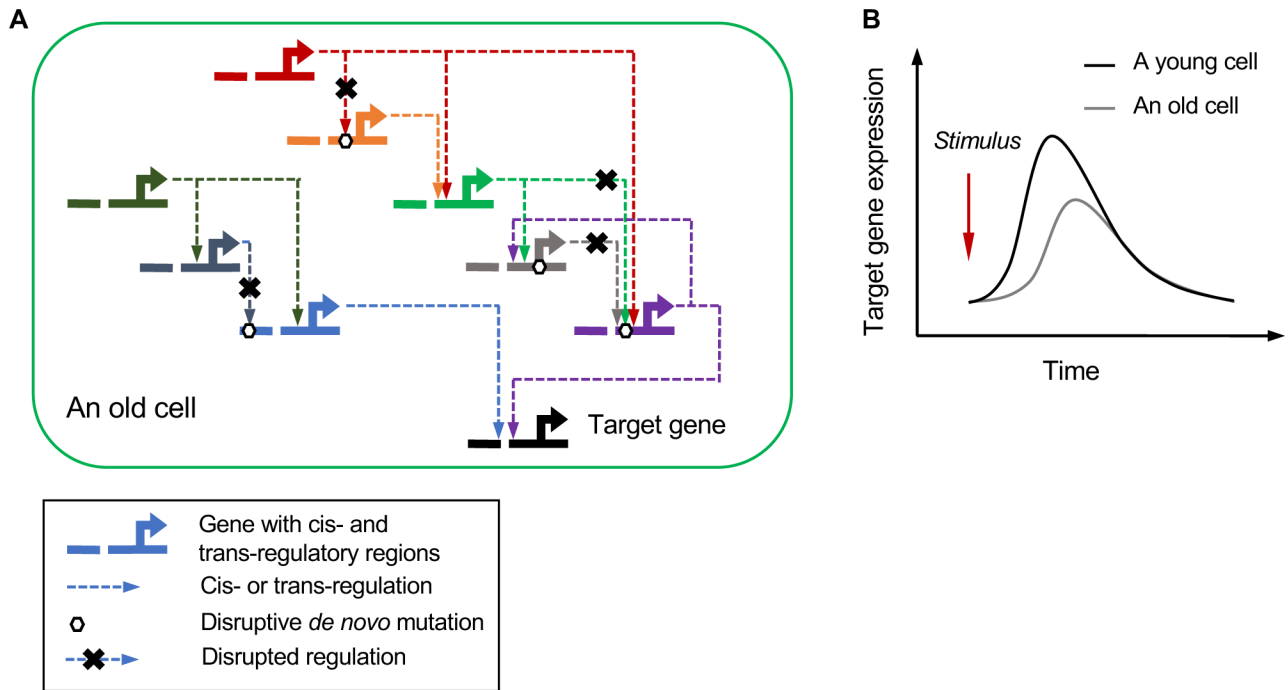 A
An old cell
Target gene
Gene with cis- and
trans-regulatory regions
Cis- or trans-regulation
Disruptive de novo mutation
Disrupted regulation
B
A young cell
An old cell
Stimulus
Target gene expression
Time